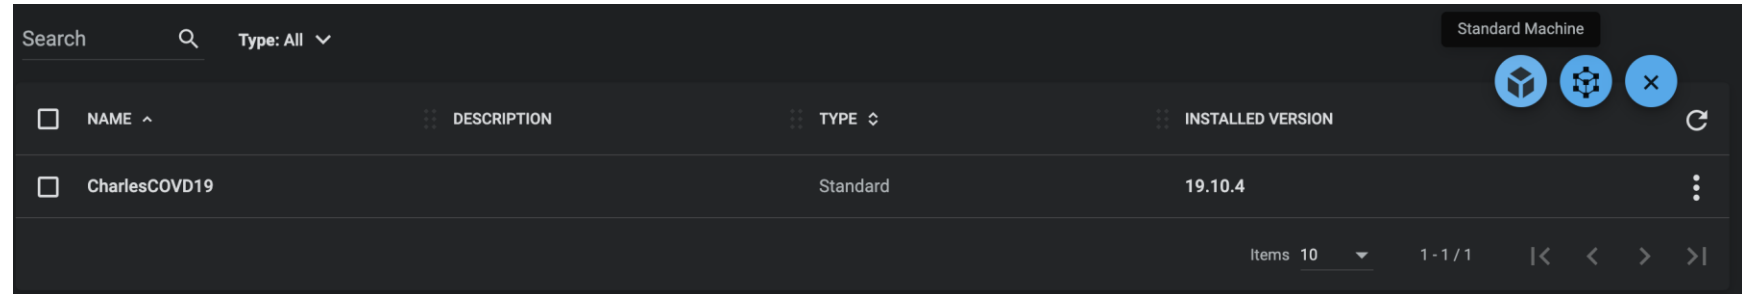 Standard Machine
Search Type: All
NAME DESCRIPTION TYPE INSTALLED VERSION
CharlesCOVD19 Standard 19.10.4
Items 10 1 - 1 / 1